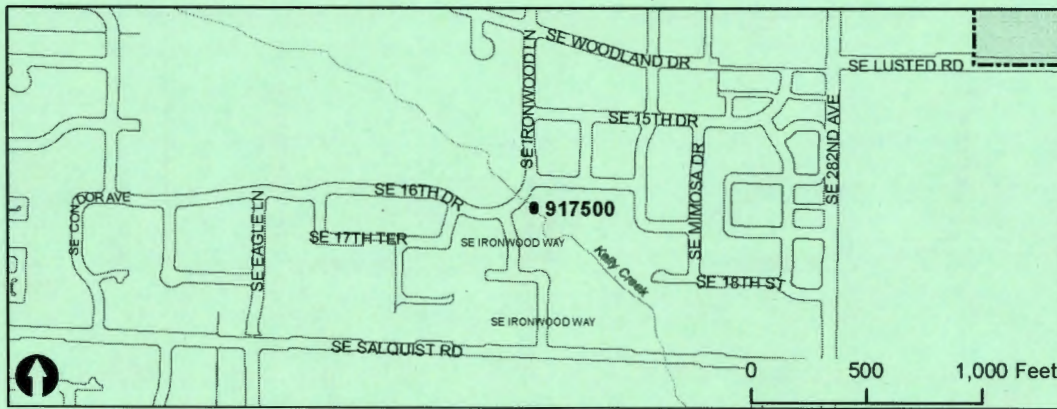 SE IRONWOOD LN
SE WOODLAND DR
SE LUSTED RD
SE 15TH DR
SE MIMOSA DR
SE 282ND AVE
SE CONDOR AVE
SE EAGLE LN
SE 16TH DR
917500
SE 17TH TER
SE IRONWOOD WAY
Kelly Creek
SE 18TH ST
SE IRONWOOD WAY
SE SALQUIST RD
0 500 1,000 Feet